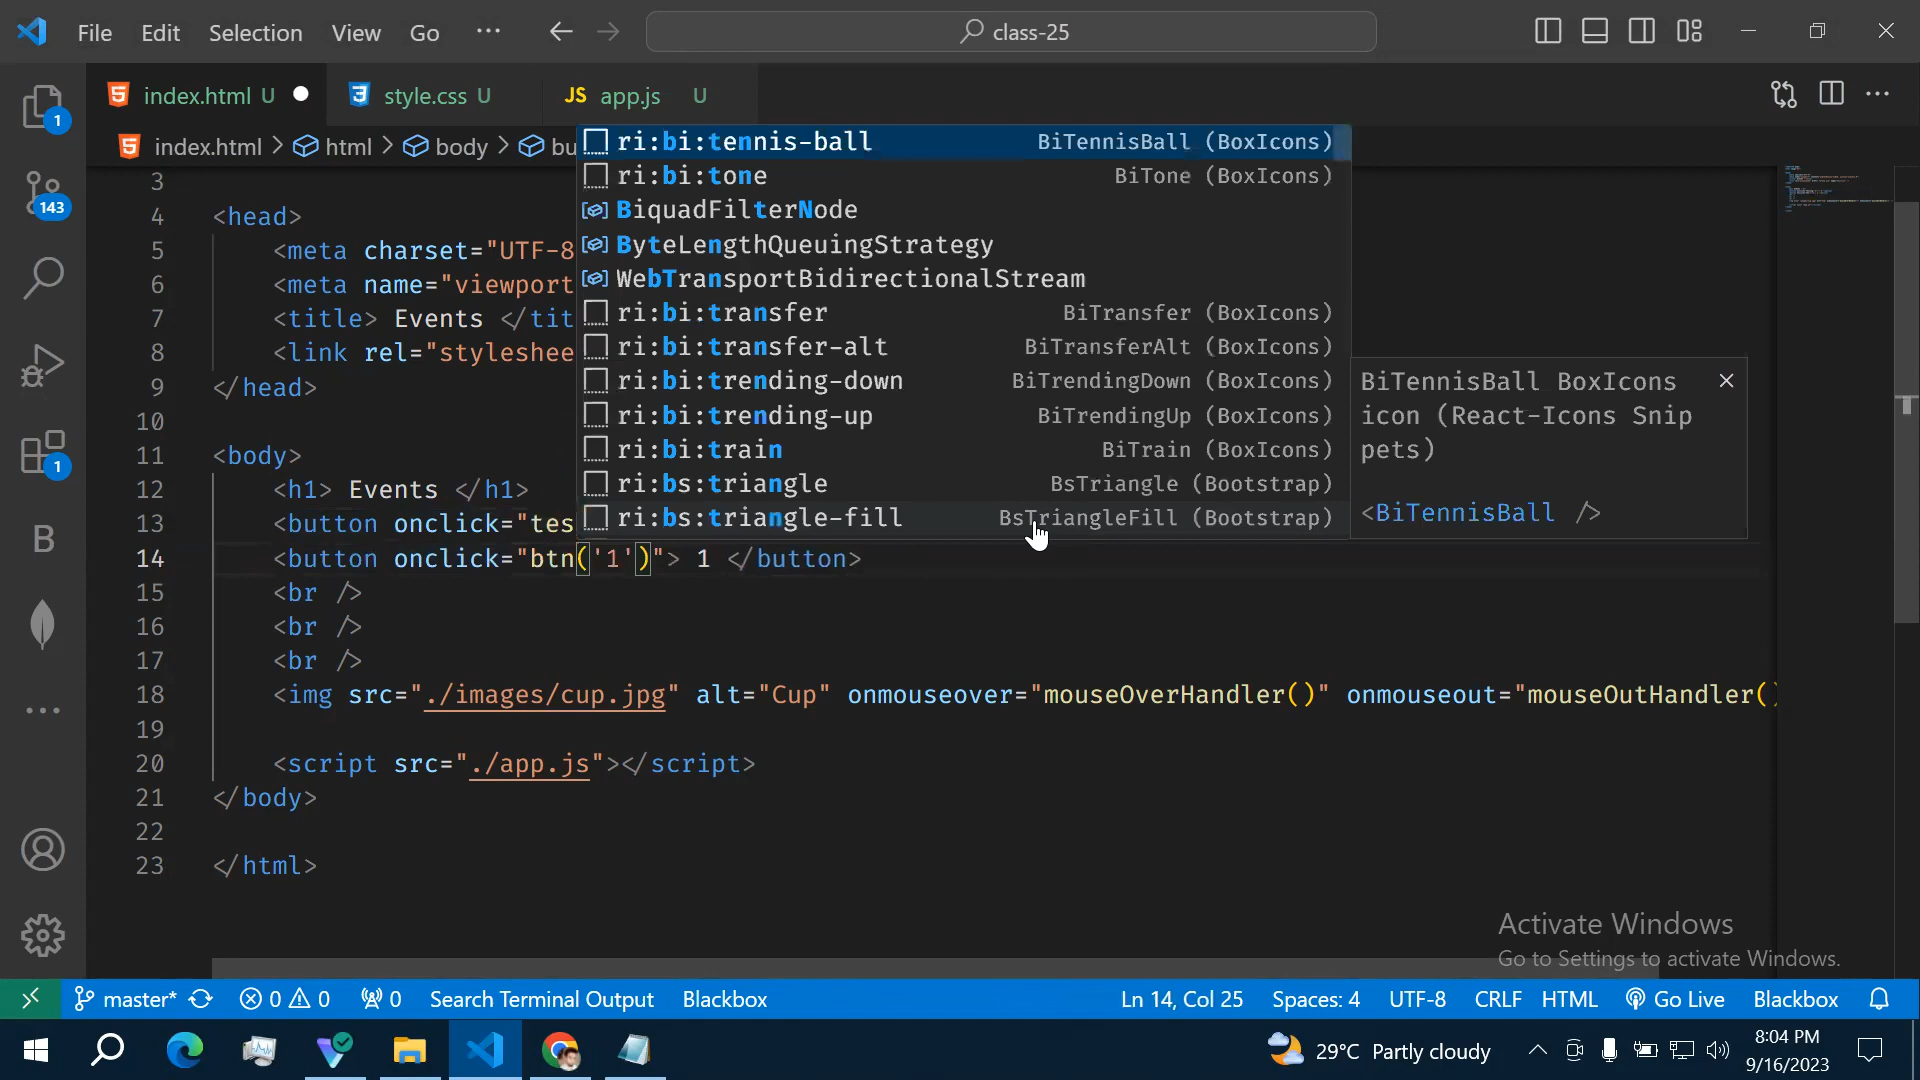 File Edit Selection View Go ··· class-25
index.html U style.css U JS app.js U
index.html > html > body > bu
3
4 <head>
5 <meta charset="UTF-8
6 <meta name="viewport
7 <title> Events </tit
8 <link rel="styleshee
9 </head>
10
11 <body>
12 <h1> Events </h1>
13 <button onclick="tes
14 <button onclick="btn('1')"> 1 </button>
15 <br />
16 <br />
17 <br />
18 <img src="./images/cup.jpg" alt="Cup" onmouseover="mouseOverHandler()" onmouseout="mouseOutHandler()
19
20 <script src="./app.js"></script>
21 </body>
22
23 </html>
ri:bi:tennis-ball BiTennisBall (BoxIcons)
ri:bi:tone BiTone (BoxIcons)
BiquadFilterNode
ByteLengthQueuingStrategy
WebTransportBidirectionalStream
ri:bi:transfer BiTransfer (BoxIcons)
ri:bi:transfer-alt BiTransferAlt (BoxIcons)
ri:bi:trending-down BiTrendingDown (BoxIcons)
ri:bi:trending-up BiTrendingUp (BoxIcons)
ri:bi:train BiTrain (BoxIcons)
ri:bs:triangle BsTriangle (Bootstrap)
ri:bs:triangle-fill BsTriangleFill (Bootstrap)
BiTennisBall BoxIcons
icon (React-Icons Snip
pets)
<BiTennisBall />
1
143
1
B
Activate Windows
Go to Settings to activate Windows.
master* 0 0 0 Search Terminal Output Blackbox Ln 14, Col 25 Spaces: 4 UTF-8 CRLF HTML Go Live Blackbox
29°C Partly cloudy
8:04 PM
9/16/2023